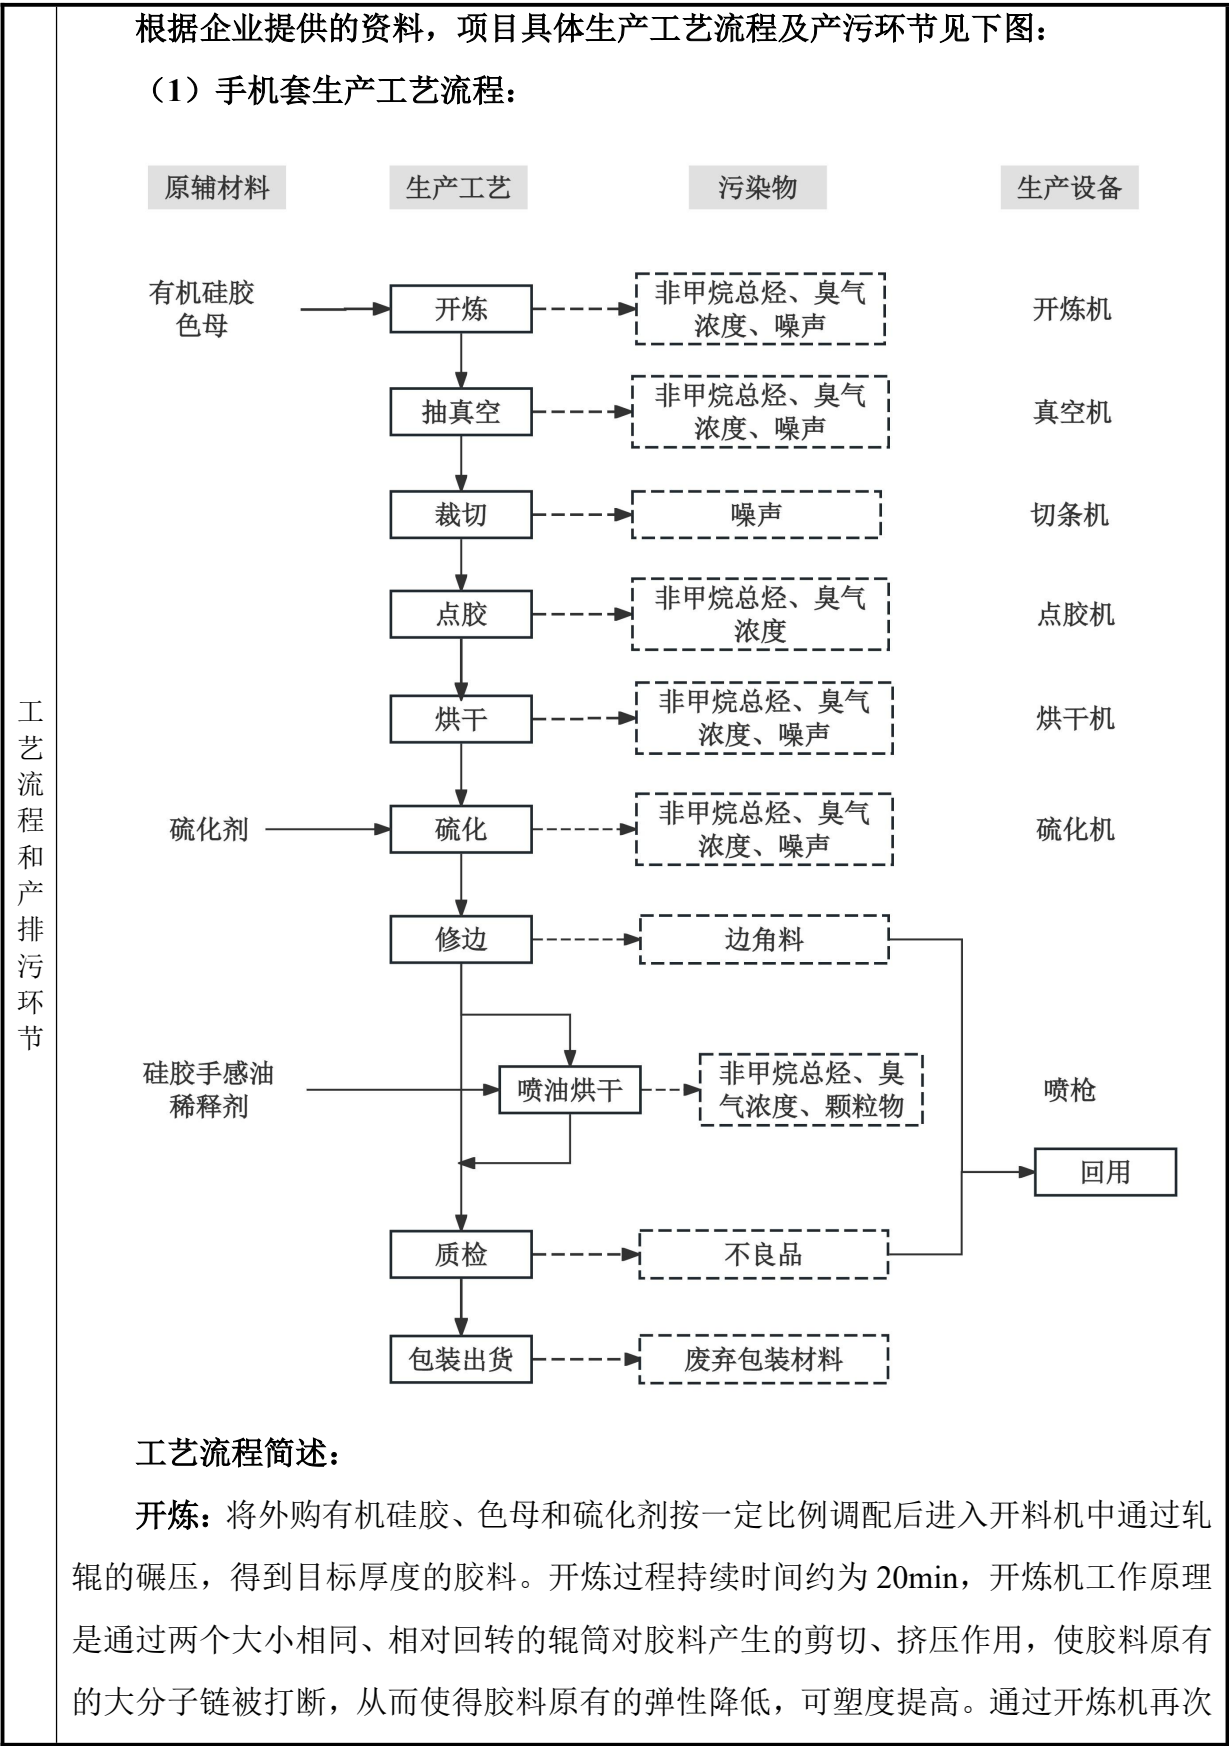 根据企业提供的资料，项目具体生产工艺流程及产污环节见下图：
（1）手机套生产工艺流程：
原辅材料 生产工艺 污染物 生产设备
有机硅胶
色母
开炼
非甲烷总烃、臭气
浓度、噪声
开炼机
抽真空
非甲烷总烃、臭气
浓度、噪声
真空机
裁切
噪声
切条机
点胶
非甲烷总烃、臭气
浓度
点胶机
烘干
非甲烷总烃、臭气
浓度、噪声
烘干机
硫化剂
硫化
非甲烷总烃、臭气
浓度、噪声
硫化机
修边
边角料
硅胶手感油
稀释剂
喷油烘干
非甲烷总烃、臭
气浓度、颗粒物
喷枪
回用
质检
不良品
包装出货
废弃包装材料
工
艺
流
程
和
产
排
污
环
节
工艺流程简述：
开炼：将外购有机硅胶、色母和硫化剂按一定比例调配后进入开料机中通过轧
辊的碾压，得到目标厚度的胶料。开炼过程持续时间约为 20min，开炼机工作原理
是通过两个大小相同、相对回转的辊筒对胶料产生的剪切、挤压作用，使胶料原有
的大分子链被打断，从而使得胶料原有的弹性降低，可塑度提高。通过开炼机再次